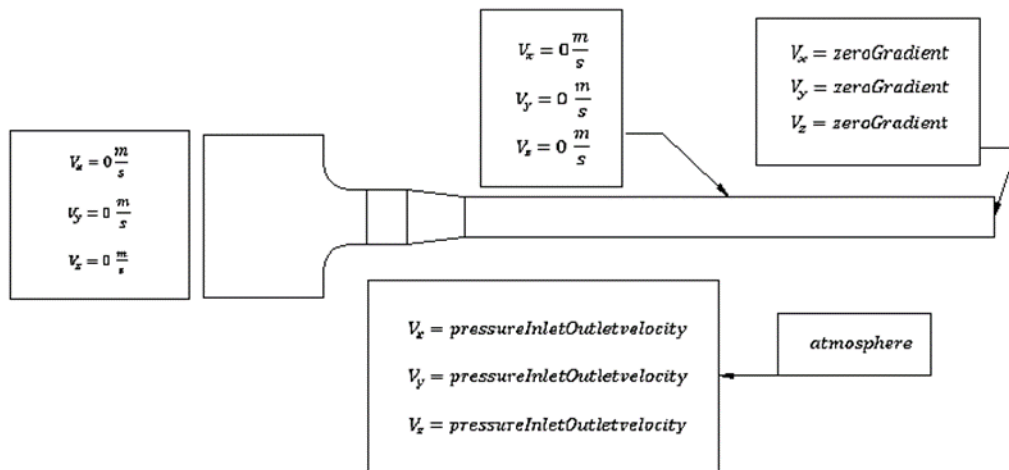 V_x = 0 m/s
V_y = 0 m/s
V_z = 0 m/s
V_x = zeroGradient
V_y = zeroGradient
V_z = zeroGradient
V_x = 0 m/s
V_y = 0 m/s
V_z = 0 m/s
V_x = pressureInletOutletvelocity
V_y = pressureInletOutletvelocity
V_z = pressureInletOutletvelocity
atmosphere